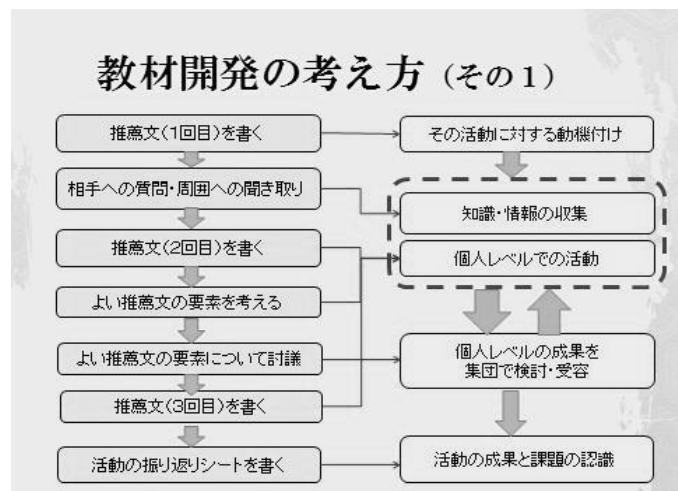 教材開発の考え方（その１）
推薦文(1回目)を書く
相手への質問・周囲への聞き取り
推薦文(2回目)を書く
よい推薦文の要素を考える
よい推薦文の要素について討議
推薦文(3回目)を書く
活動の振り返りシートを書く
その活動に対する動機付け
知識・情報の収集
個人レベルでの活動
個人レベルの成果を
集団で検討・受容
活動の成果と課題の認識